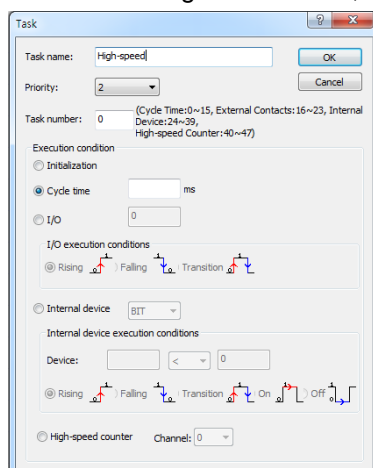 Task
Task name: High-speed OK
Priority: 2 Cancel
Task number: 0 (Cycle Time:0~15, External Contacts:16~23, Internal
Device:24~39,
High-speed Counter:40~47)
Execution condition
Initialization
Cycle time ms
I/O 0
I/O execution conditions
Rising Falling Transition
Internal device BIT
Internal device execution conditions
Device: < 0
Rising Falling Transition On Off
High-speed counter Channel: 0